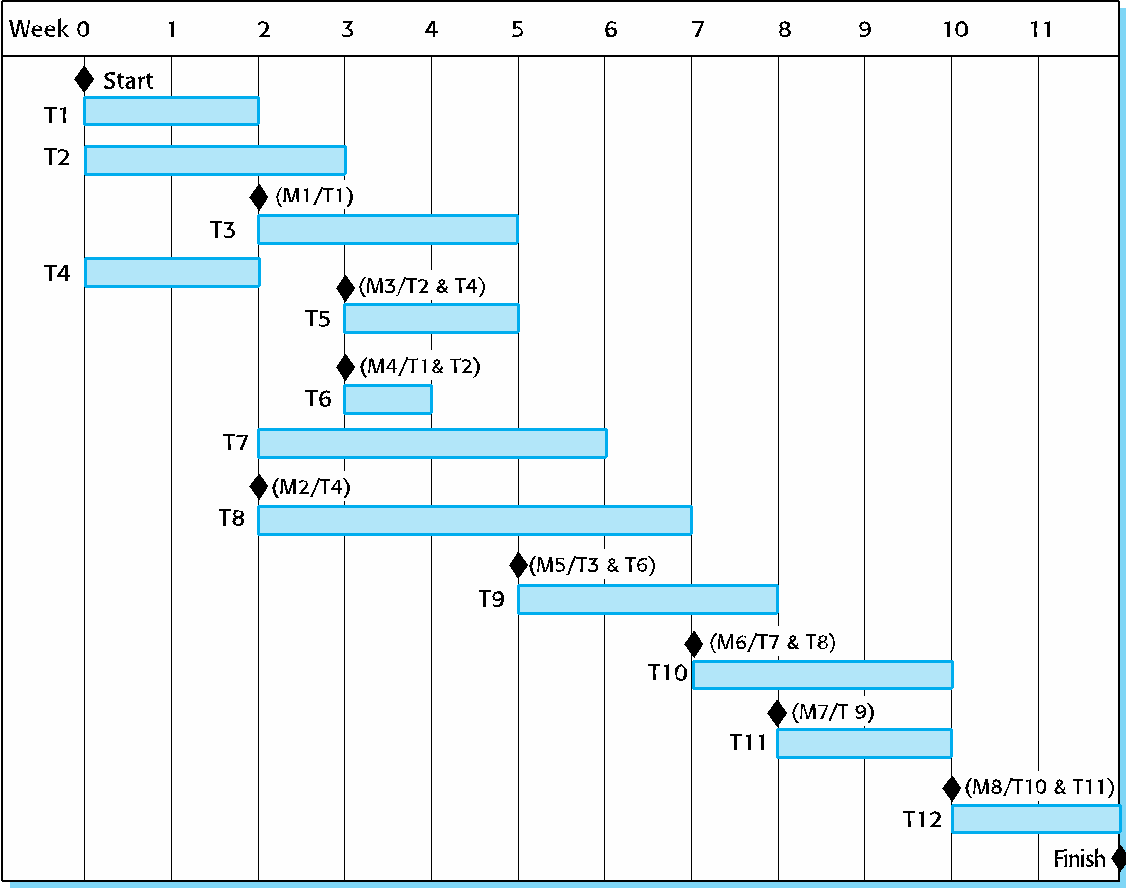 Week 0 1 2 3 4 5 6 7 8 9 10 11
Start
T1
T2
(M1/T1)
T3
T4
(M3/T2 & T4)
T5
(M4/T1& T2)
T6
T7
(M2/T4)
T8
(M5/T3 & T6)
T9
(M6/T7 & T8)
T10
(M7/T 9)
T11
(M8/T10 & T11)
T12
Finish